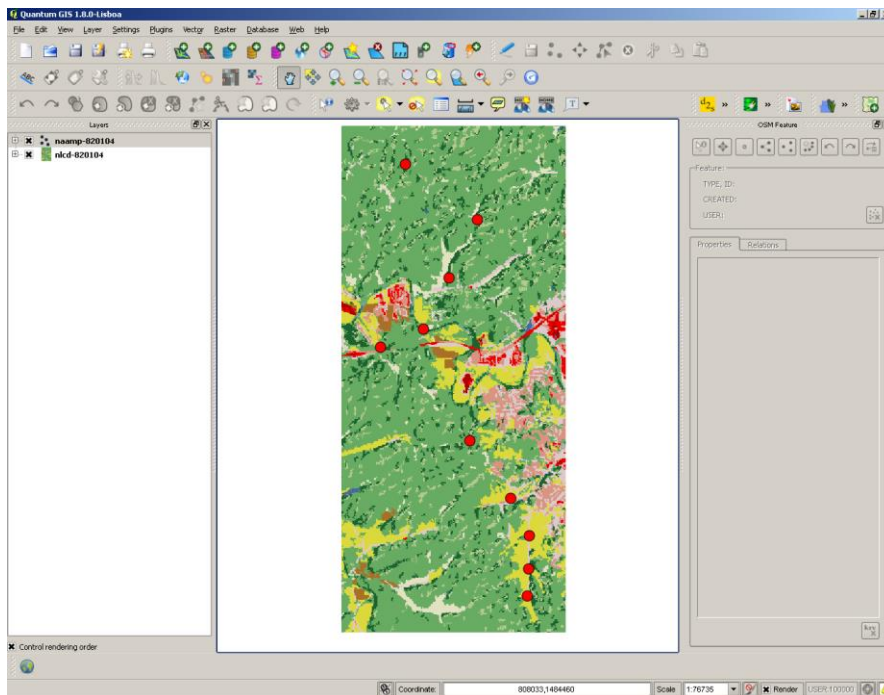 Quantum GIS 1.8.0-Lisboa
File Edit View Layer Settings Plugins Vector Raster Database Web Help
Layers
OSM Feature
naamp-820104
nlcd-820104
Feature:
TYPE, ID:
CREATED:
USER:
Properties Relations
Control rendering order
Coordinate: 808033,1484460 Scale 1:76735 Render USER:100000